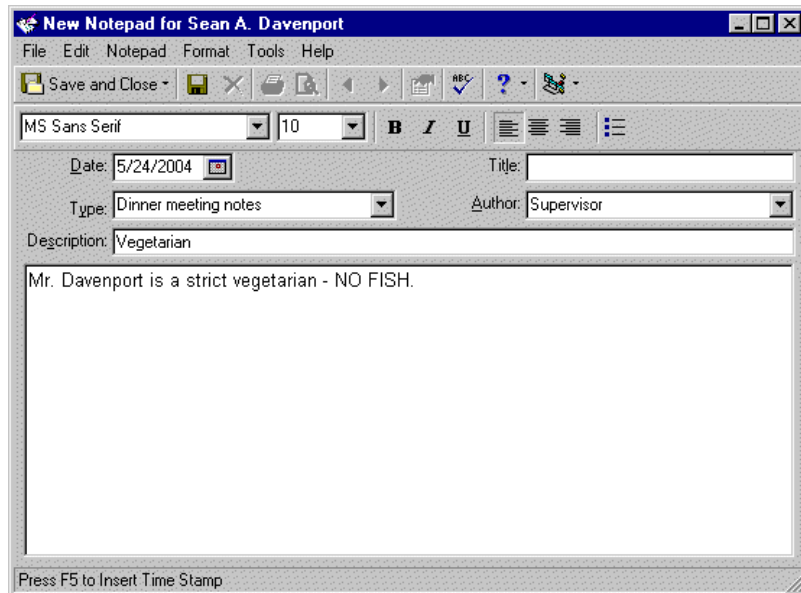 New Notepad for Sean A. Davenport
File Edit Notepad Format Tools Help
Save and Close ABC ?
MS Sans Serif 10 B I U
Date: 5/24/2004 Title:
Type: Dinner meeting notes Author: Supervisor
Description: Vegetarian
Mr. Davenport is a strict vegetarian - NO FISH.
Press F5 to Insert Time Stamp